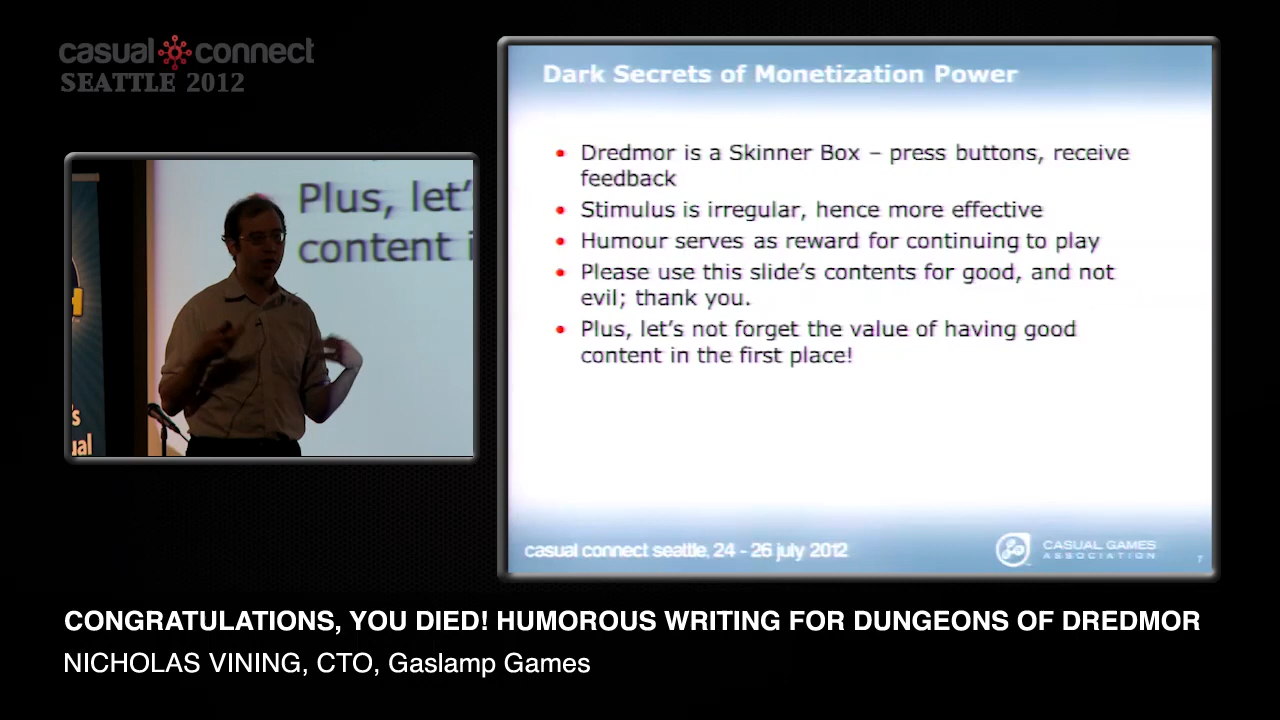 casual connect
SEATTLE 2012
Plus, let'
content i
ual
Dark Secrets of Monetization Power
Dredmor is a Skinner Box – press buttons, receive
feedback
Stimulus is irregular, hence more effective
Humour serves as reward for continuing to play
Please use this slide's contents for good, and not
evil; thank you.
Plus, let's not forget the value of having good
content in the first place!
casual connect seattle, 24 - 26 july 2012
CASUAL GAMES
ASSOCIATION
7
CONGRATULATIONS, YOU DIED! HUMOROUS WRITING FOR DUNGEONS OF DREDMOR
NICHOLAS VINING, CTO, Gaslamp Games